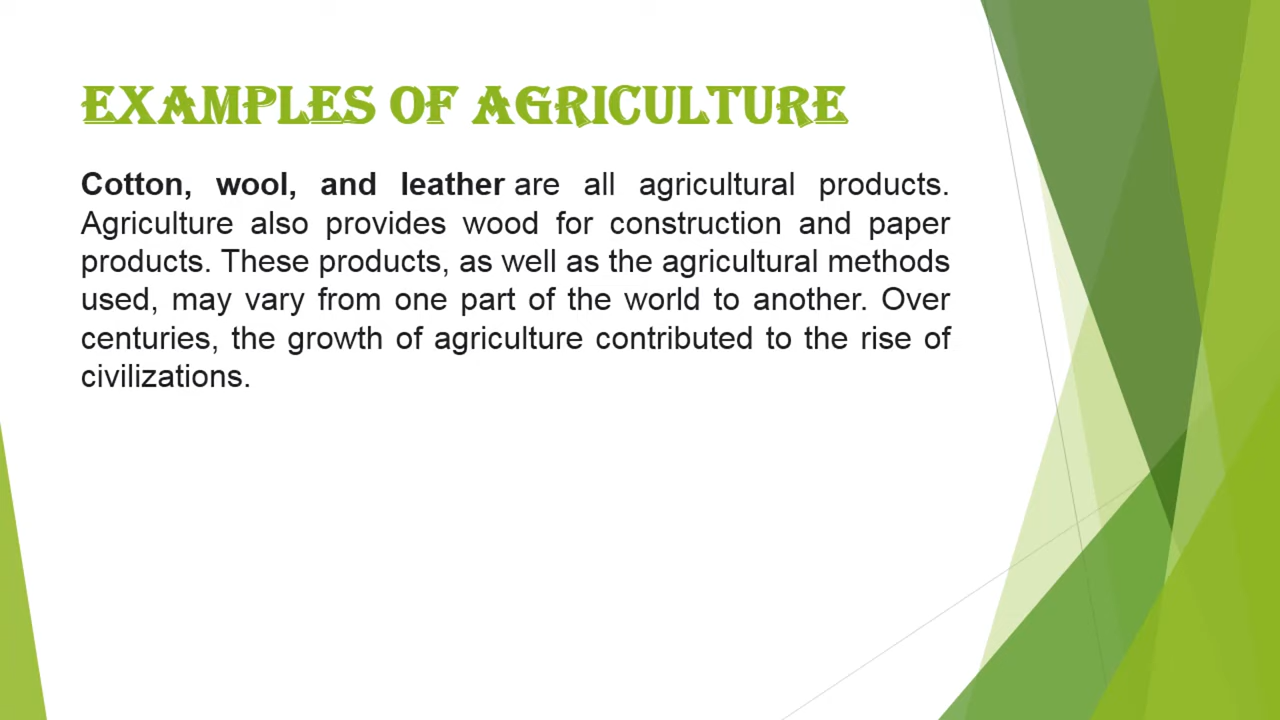 EXAMPLES OF AGRICULTURE
Cotton, wool, and leather are all agricultural products.
Agriculture also provides wood for construction and paper
products. These products, as well as the agricultural methods
used, may vary from one part of the world to another. Over
centuries, the growth of agriculture contributed to the rise of
civilizations.